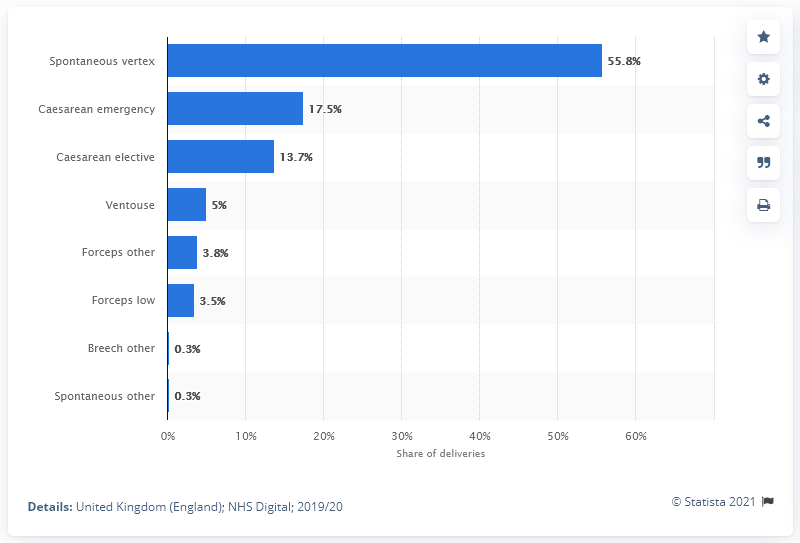 Spontaneous vertex 55.8%
Caesarean emergency 17.5%
Caesarean elective 13.7%
Ventouse 5%
Forceps other 3.8%
Forceps low 3.5%
Breech other 0.3%
Spontaneous other 0.3%
0% 10% 20% 30% 40% 50% 60%
Share of deliveries
Details: United Kingdom (England); NHS Digital; 2019/20
© Statista 2021